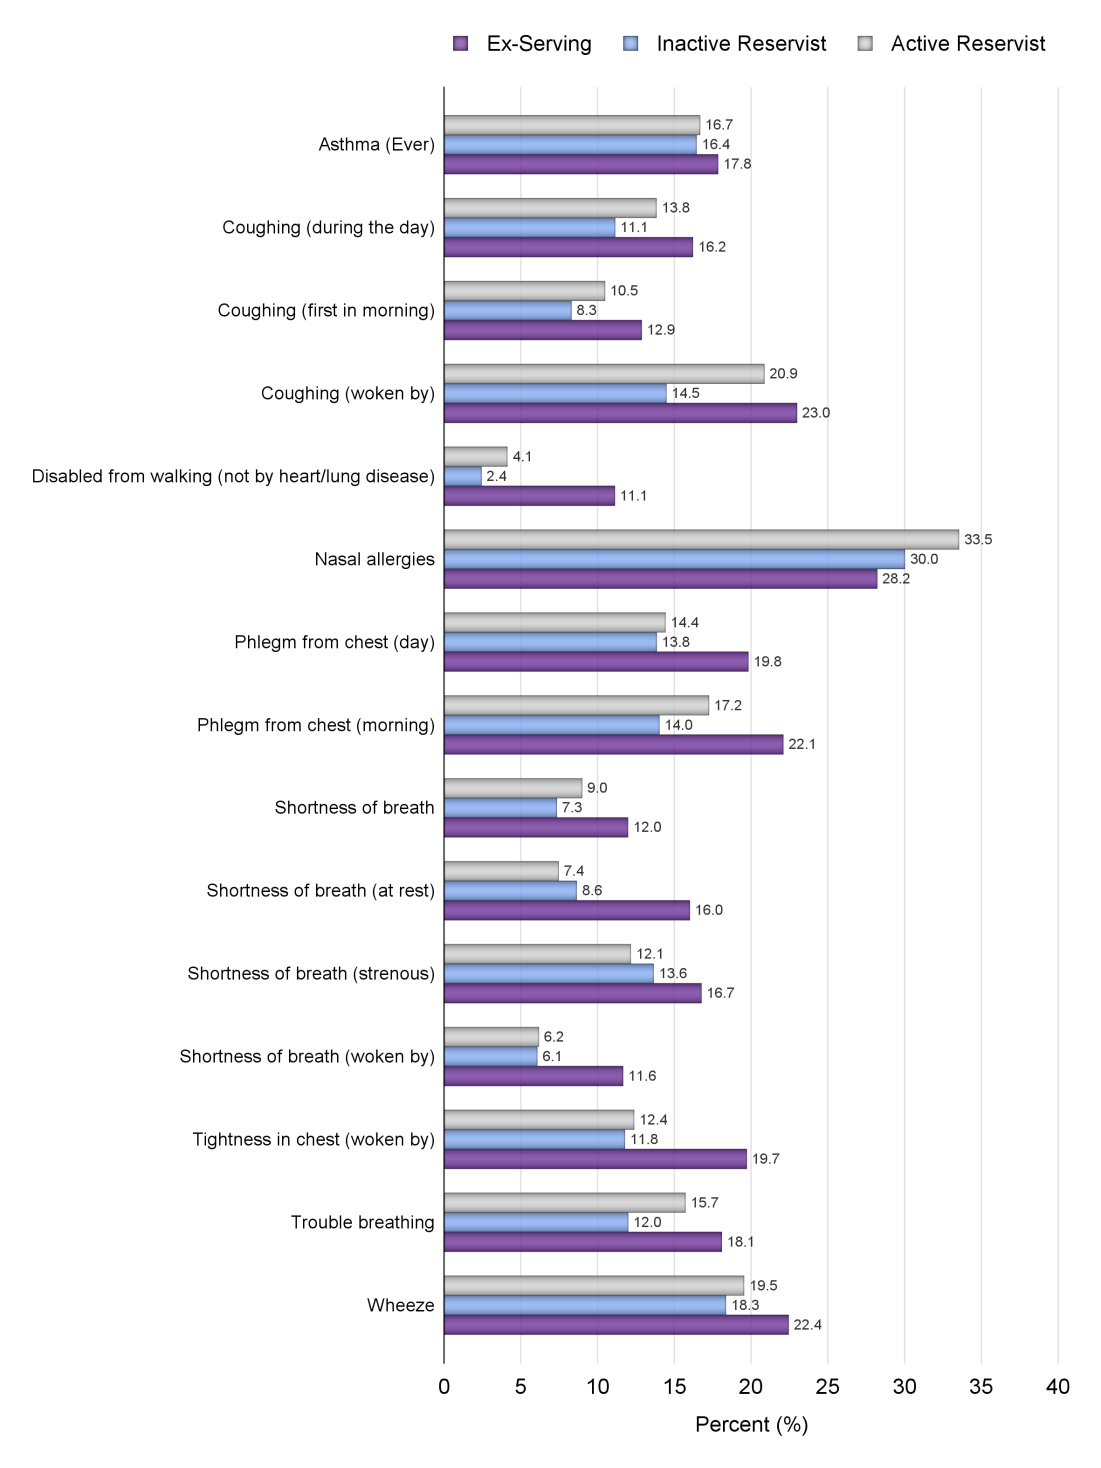 Ex-Serving Inactive Reservist Active Reservist
Asthma (Ever)
16.7
16.4
17.8
Coughing (during the day)
13.8
11.1
16.2
Coughing (first in morning)
10.5
8.3
12.9
Coughing (woken by)
20.9
14.5
23.0
Disabled from walking (not by heart/lung disease)
4.1
2.4
11.1
Nasal allergies
33.5
30.0
28.2
Phlegm from chest (day)
14.4
13.8
19.8
Phlegm from chest (morning)
17.2
14.0
22.1
Shortness of breath
9.0
7.3
12.0
Shortness of breath (at rest)
7.4
8.6
16.0
Shortness of breath (strenous)
12.1
13.6
16.7
Shortness of breath (woken by)
6.2
6.1
11.6
Tightness in chest (woken by)
12.4
11.8
19.7
Trouble breathing
15.7
12.0
18.1
Wheeze
19.5
18.3
22.4
0 5 10 15 20 25 30 35 40
Percent (%)